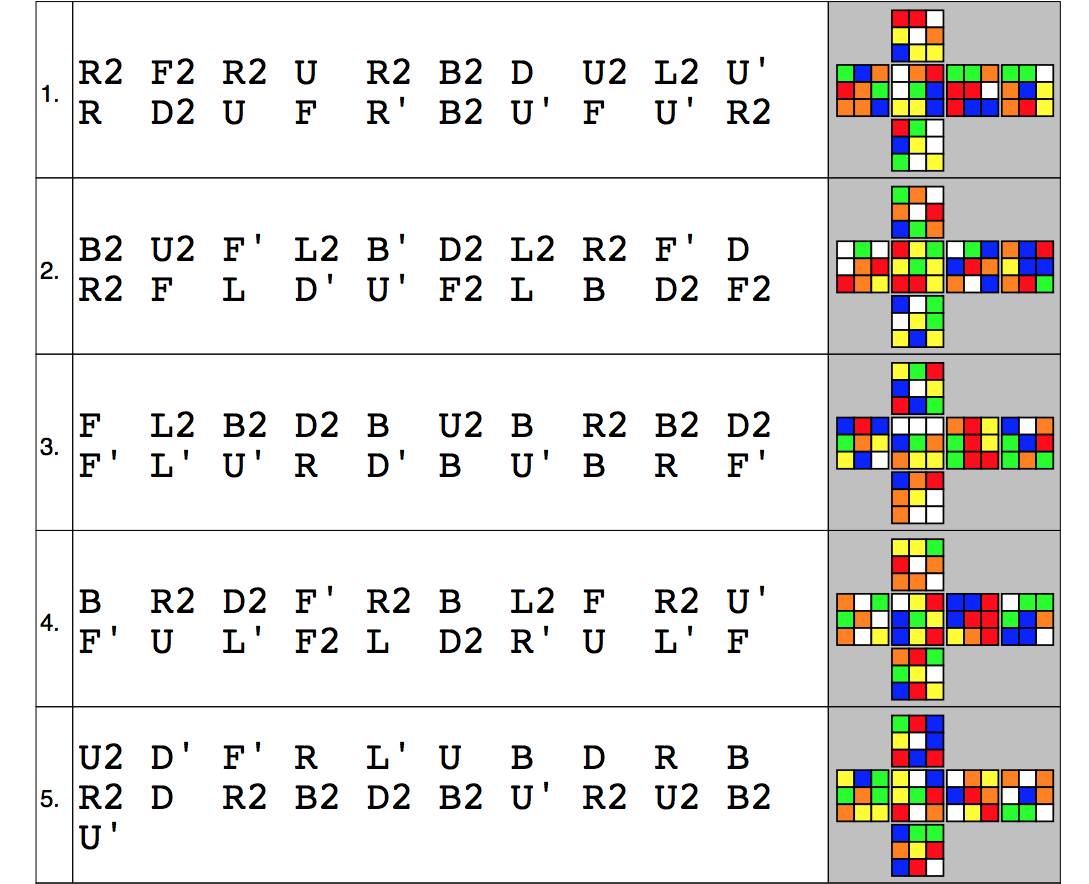 1.
R2 F2 R2 U R2 B2 D U2 L2 U'
R D2 U F R' B2 U' F U' R2
2.
B2 U2 F' L2 B' D2 L2 R2 F' D
R2 F L D' U' F2 L B D2 F2
3.
F L2 B2 D2 B U2 B R2 B2 D2
F' L' U' R D' B U' B R F'
4.
B R2 D2 F' R2 B L2 F R2 U'
F' U L' F2 L D2 R' U L' F
5.
U2 D' F' R L' U B D R B
R2 D R2 B2 D2 B2 U' R2 U2 B2
U'